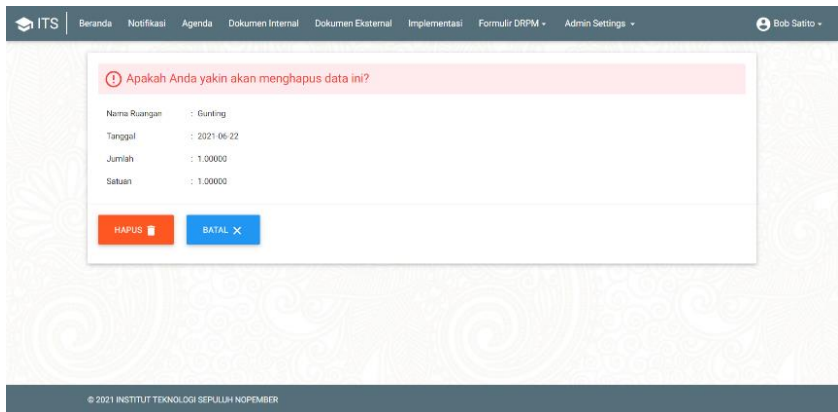 ITS Beranda Notifikasi Agenda Dokumen Internal Dokumen Eksternal Implementasi Formulir DRPM Admin Settings Bob Satito
Apakah Anda yakin akan menghapus data ini?
Nama Ruangan : Gunting
Tanggal : 2021-06-22
Jumlah : 1.00000
Satuan : 1.00000
HAPUS BATAL
© 2021 INSTITUT TEKNOLOGI SEPULUH NOPEMBER